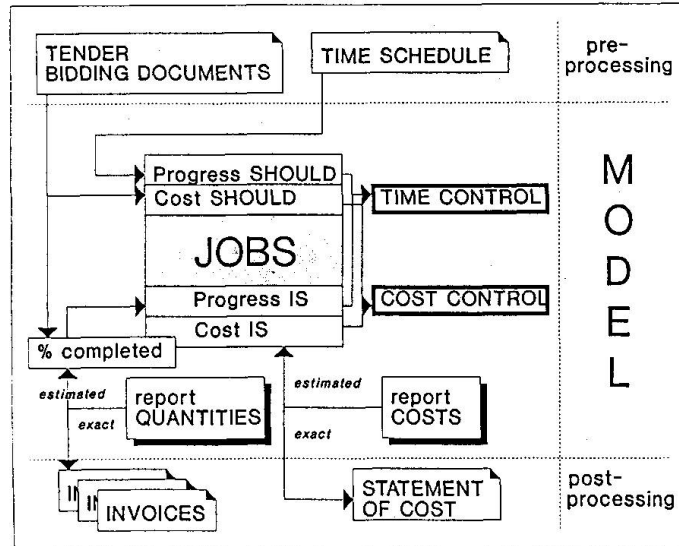 TENDER
BIDDING DOCUMENTS
TIME SCHEDULE
pre-
processing
Progress SHOULD
Cost SHOULD
TIME CONTROL
JOBS
Progress IS
COST CONTROL
Cost IS
% completed
MODEL
estimated
report
QUANTITIES
exact
estimated
report
COSTS
exact
INVOICES
STATEMENT
OF COST
post-
processing